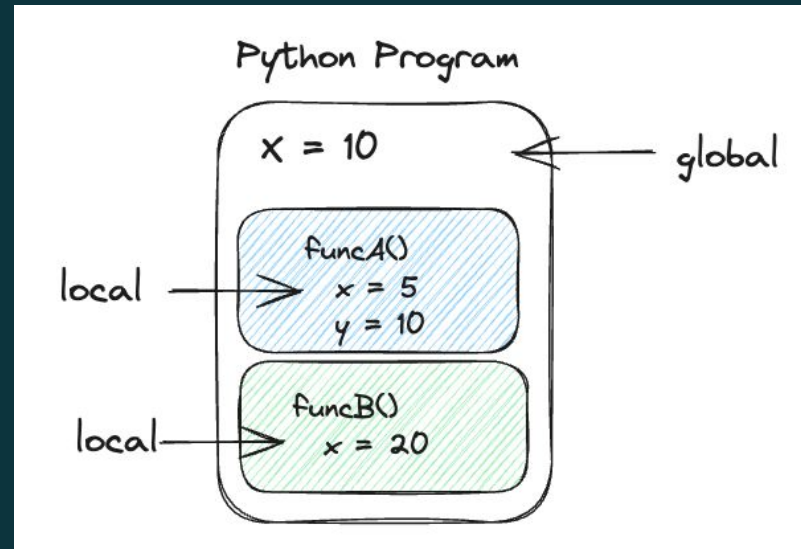 Python Program
x = 10
global
funcA()
local
x = 5
y = 10
funcB()
local
x = 20